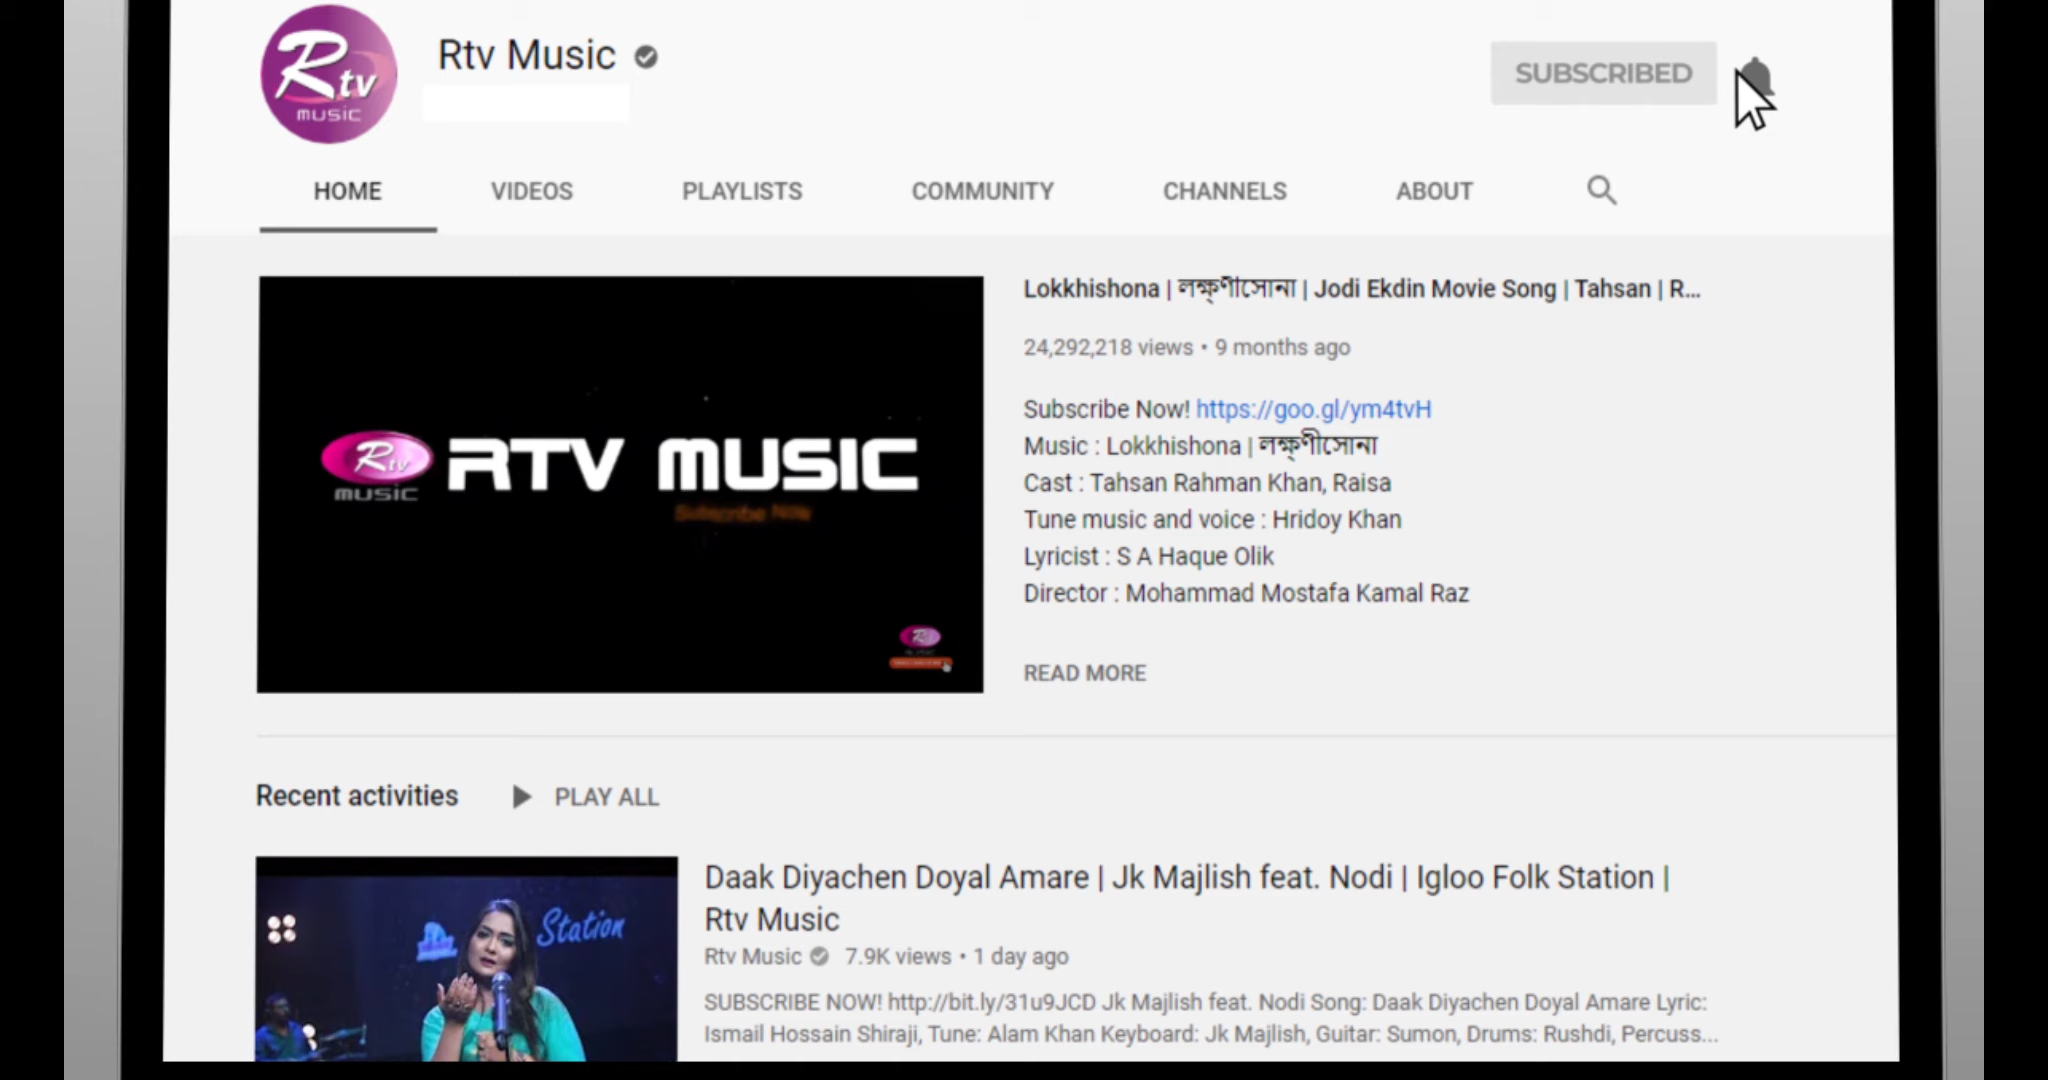 Rtv
MUSIC
Rtv Music
SUBSCRIBED
HOME
VIDEOS
PLAYLISTS
COMMUNITY
CHANNELS
ABOUT
Rtv
MUSIC
RTV MUSIC
Subscribe Now
Lokkhishona | লক্ষ্ণীসোনা | Jodi Ekdin Movie Song | Tahsan | R...
24,292,218 views • 9 months ago
Subscribe Now! https://goo.gl/ym4tvH
Music : Lokkhishona | লক্ষ্ণীসোনা
Cast : Tahsan Rahman Khan, Raisa
Tune music and voice : Hridoy Khan
Lyricist : S A Haque Olik
Director : Mohammad Mostafa Kamal Raz
READ MORE
Recent activities
PLAY ALL
Station
Daak Diyachen Doyal Amare | Jk Majlish feat. Nodi | Igloo Folk Station |
Rtv Music
Rtv Music 7.9K views • 1 day ago
SUBSCRIBE NOW! http://bit.ly/31u9JCD Jk Majlish feat. Nodi Song: Daak Diyachen Doyal Amare Lyric:
Ismail Hossain Shiraji, Tune: Alam Khan Keyboard: Jk Majlish, Guitar: Sumon, Drums: Rushdi, Percuss...